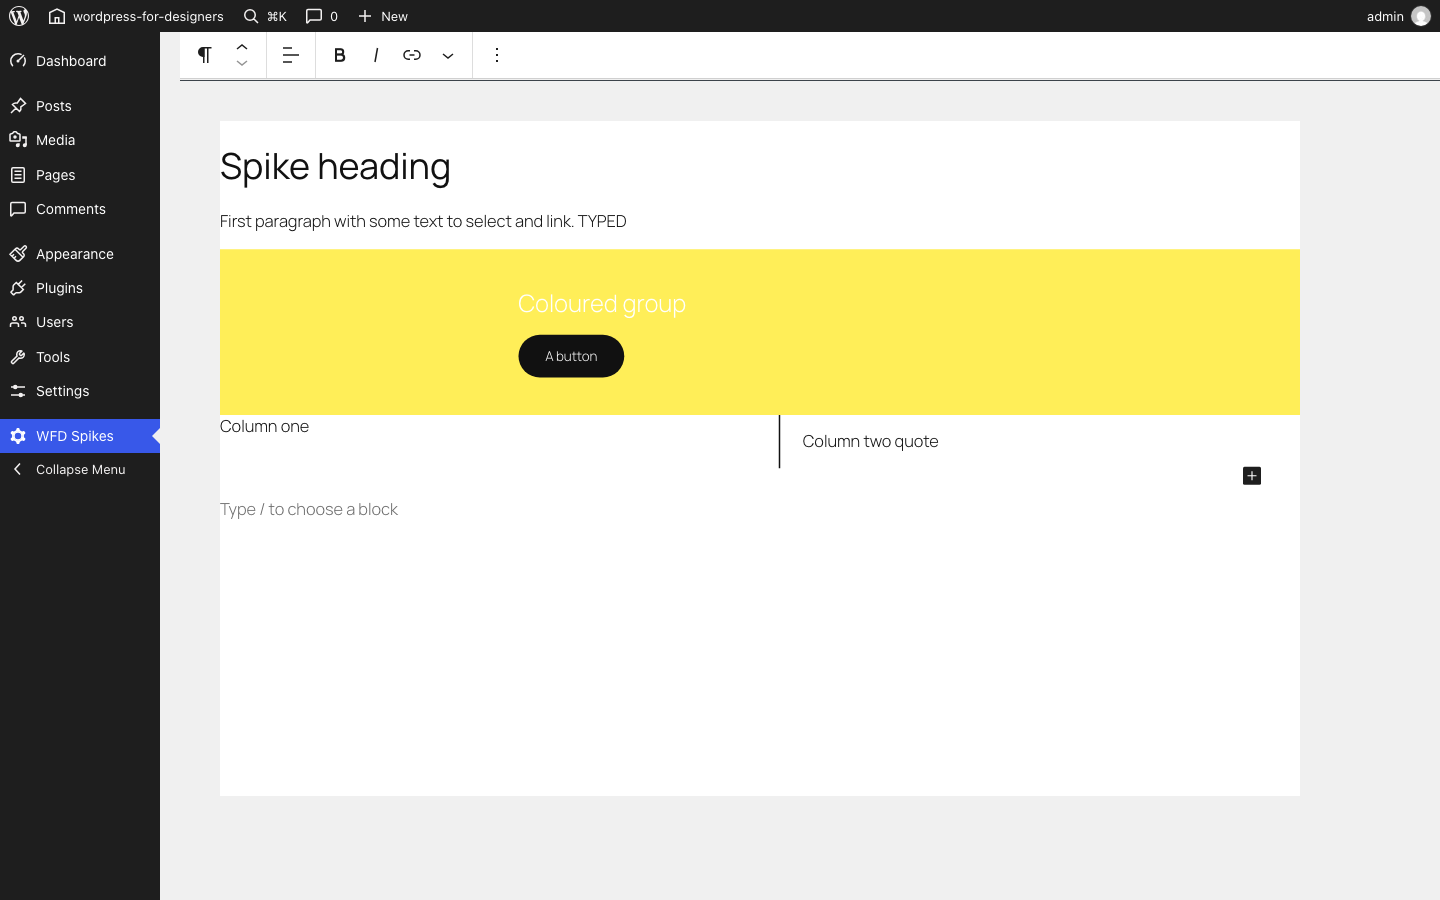 wordpress-for-designers
⌘K
0
New
admin
Dashboard
Posts
Media
Pages
Comments
Appearance
Plugins
Users
Tools
Settings
WFD Spikes
Collapse Menu
¶
B I
Spike heading
First paragraph with some text to select and link. TYPED
Coloured group
A button
Column one
Column two quote
Type / to choose a block